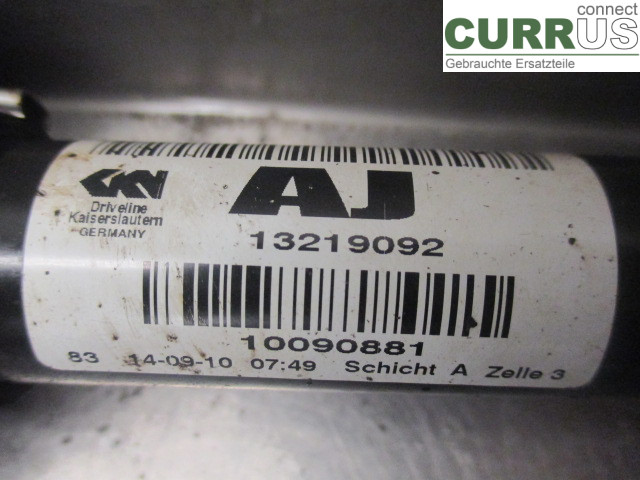 connect
CURRUS
Gebrauchte Ersatzteile
GKN
Driveline
Kaiserslautern
GERMANY
AJ
13219092
10090881
83 14-09-10 07:49 Schicht A Zelle 3